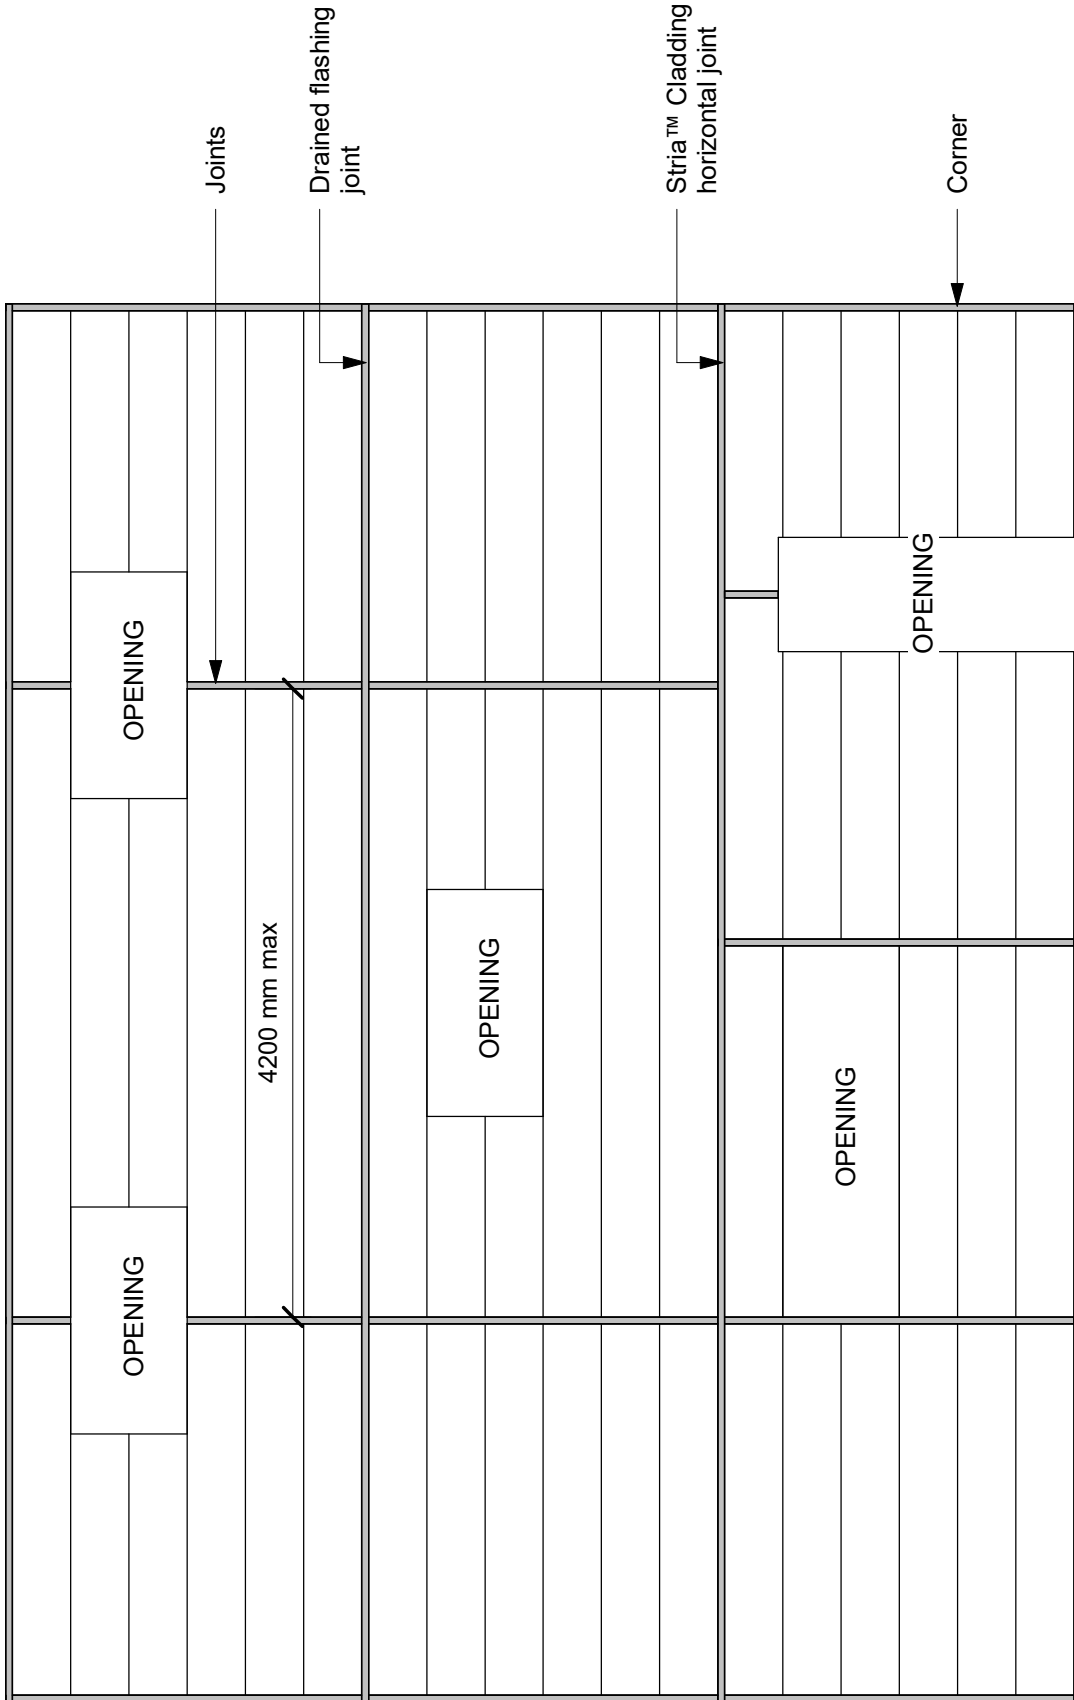 Joints
Drained flashing
joint
Stria™ Cladding
horizontal joint
Corner
OPENING
OPENING
4200 mm max
OPENING
OPENING
OPENING